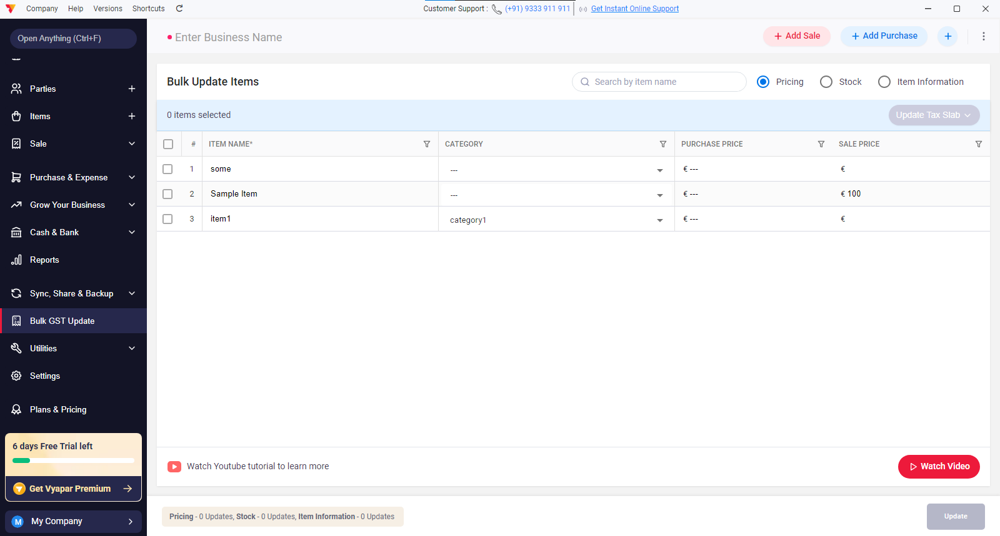 Company Help Versions Shortcuts
Customer Support : (+91) 9333 911 911 Get Instant Online Support
Open Anything (Ctrl+F)
Parties
Items
Sale
Purchase & Expense
Grow Your Business
Cash & Bank
Reports
Sync, Share & Backup
Bulk GST Update
Utilities
Settings
Plans & Pricing
6 days Free Trial left
Get Vyapar Premium
M My Company
Enter Business Name
+ Add Sale + Add Purchase +
Bulk Update Items
Search by item name
Pricing Stock Item Information
0 items selected
Update Tax Slab
# ITEM NAME* CATEGORY PURCHASE PRICE SALE PRICE
1 some --- € --- €
2 Sample Item --- € --- € 100
3 item1 category1 € --- €
Watch Youtube tutorial to learn more
Watch Video
Pricing - 0 Updates, Stock - 0 Updates, Item Information - 0 Updates
Update